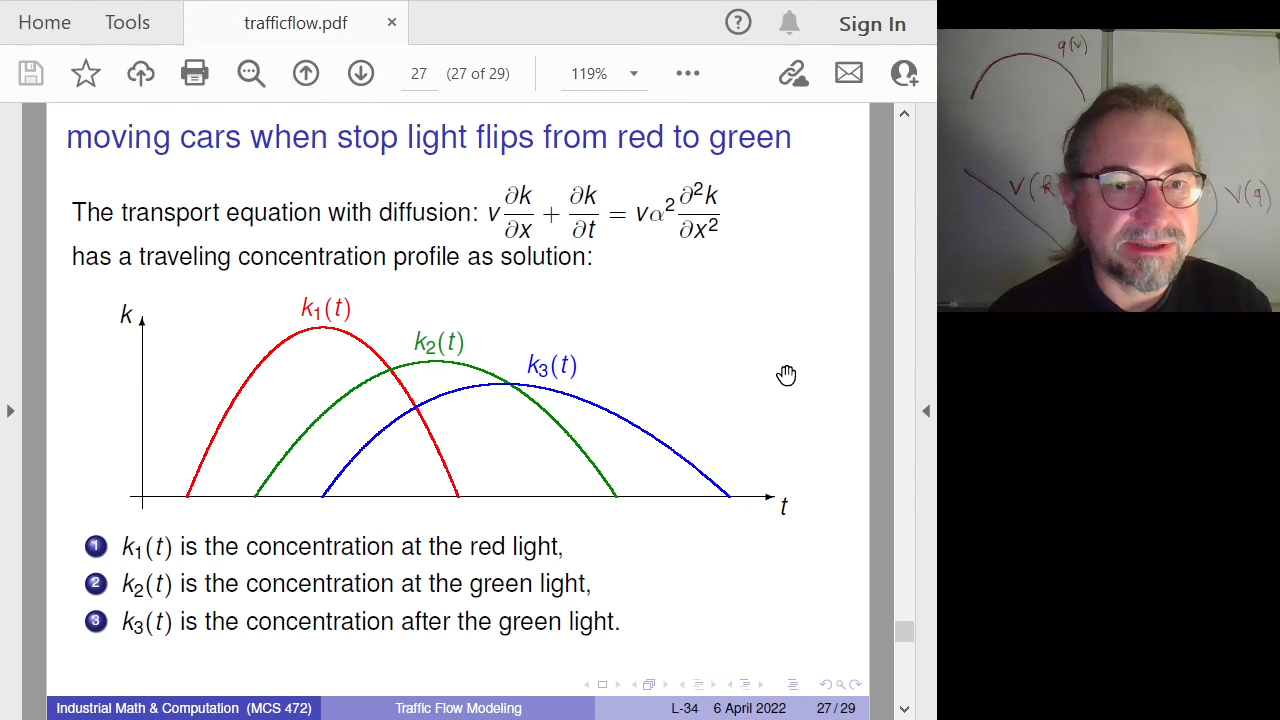 Home Tools trafficflow.pdf × Sign In
27 (27 of 29) 119%
moving cars when stop light flips from red to green
The transport equation with diffusion: v ∂k/∂x + ∂k/∂t = vα² ∂²k/∂x²
has a traveling concentration profile as solution:
k
k₁(t)
k₂(t)
k₃(t)
t
1 k₁(t) is the concentration at the red light,
2 k₂(t) is the concentration at the green light,
3 k₃(t) is the concentration after the green light.
Industrial Math & Computation (MCS 472) Traffic Flow Modeling L-34 6 April 2022 27 / 29
q(v)
V(k
V(q)